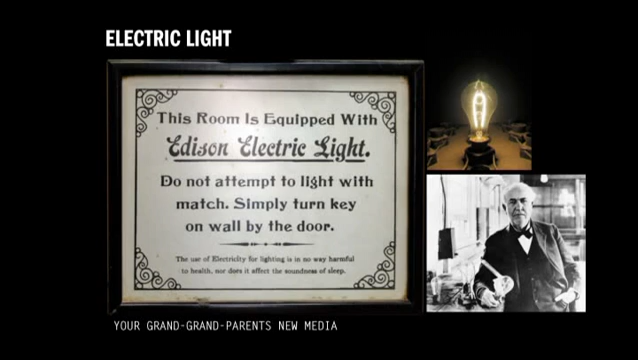 ELECTRIC LIGHT
This Room Is Equipped With
Edison Electric Light.
Do not attempt to light with
match. Simply turn key
on wall by the door.
The use of Electricity for lighting is in no way harmful
to health, nor does it affect the soundness of sleep.
YOUR GRAND-GRAND-PARENTS NEW MEDIA